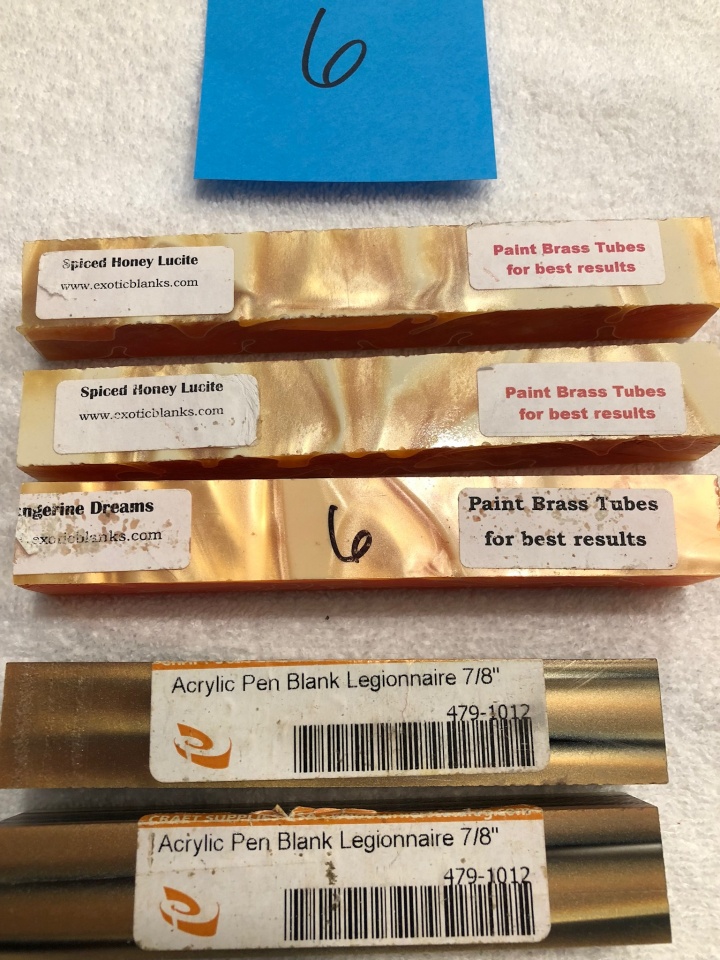 6
Spiced Honey Lucite
www.exoticblanks.com
Paint Brass Tubes
for best results
Spiced Honey Lucite
www.exoticblanks.com
Paint Brass Tubes
for best results
ngerine Dreams
.exoticblanks.com
6
Paint Brass Tubes
for best results
Acrylic Pen Blank Legionnaire 7/8"
479-1012
CRAFT SUPPLIES
Acrylic Pen Blank Legionnaire 7/8"
479-1012